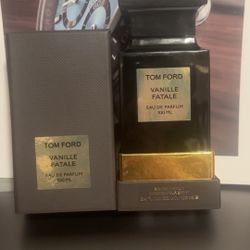 TOM FORD
VANILLE
FATALE
EAU DE PARFUM
100 ML
TOM FORD
VANILLE
FATALE
EAU DE PARFUM
100 ML